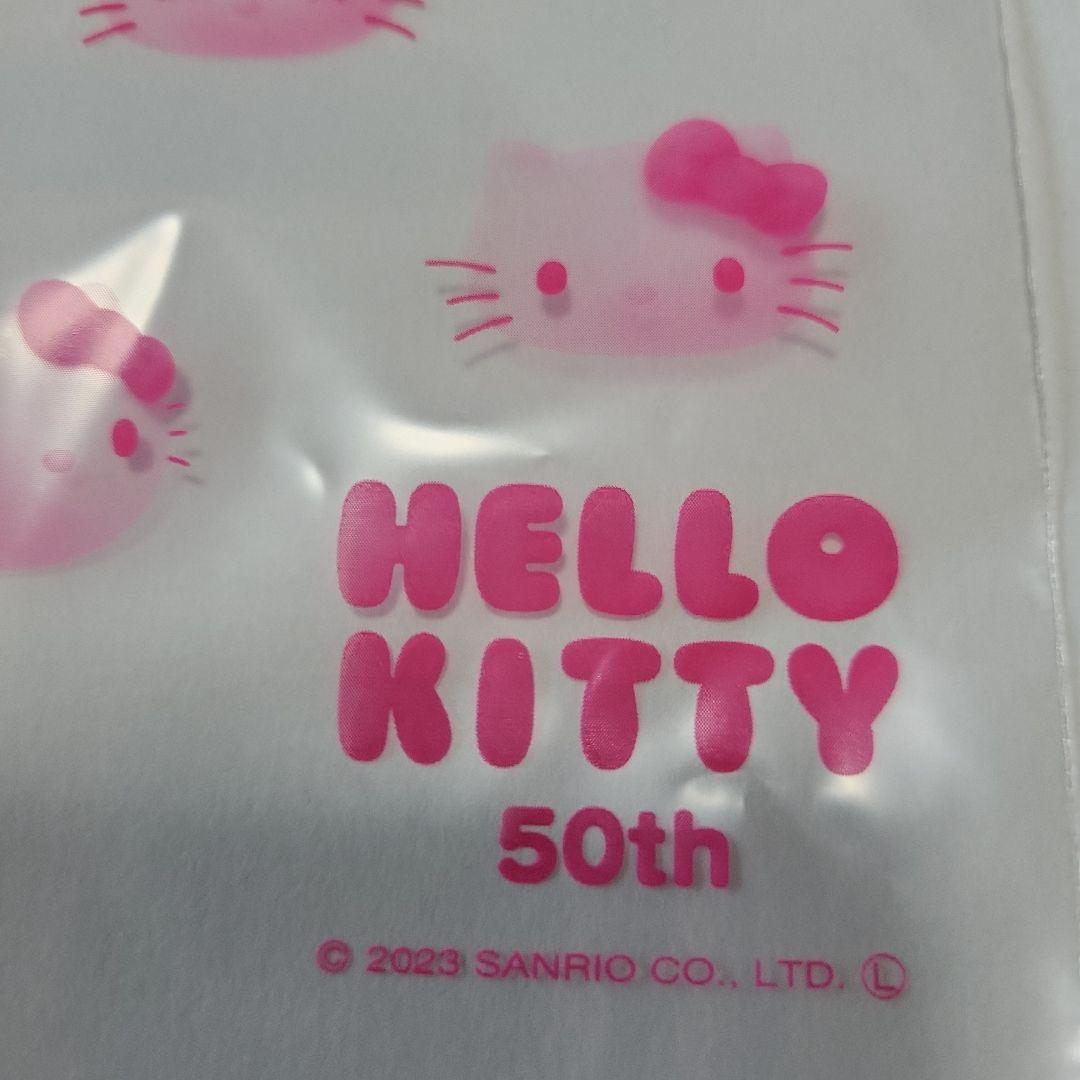 HELLO
KITTY
50th
© 2023 SANRIO CO., LTD. Ⓛ